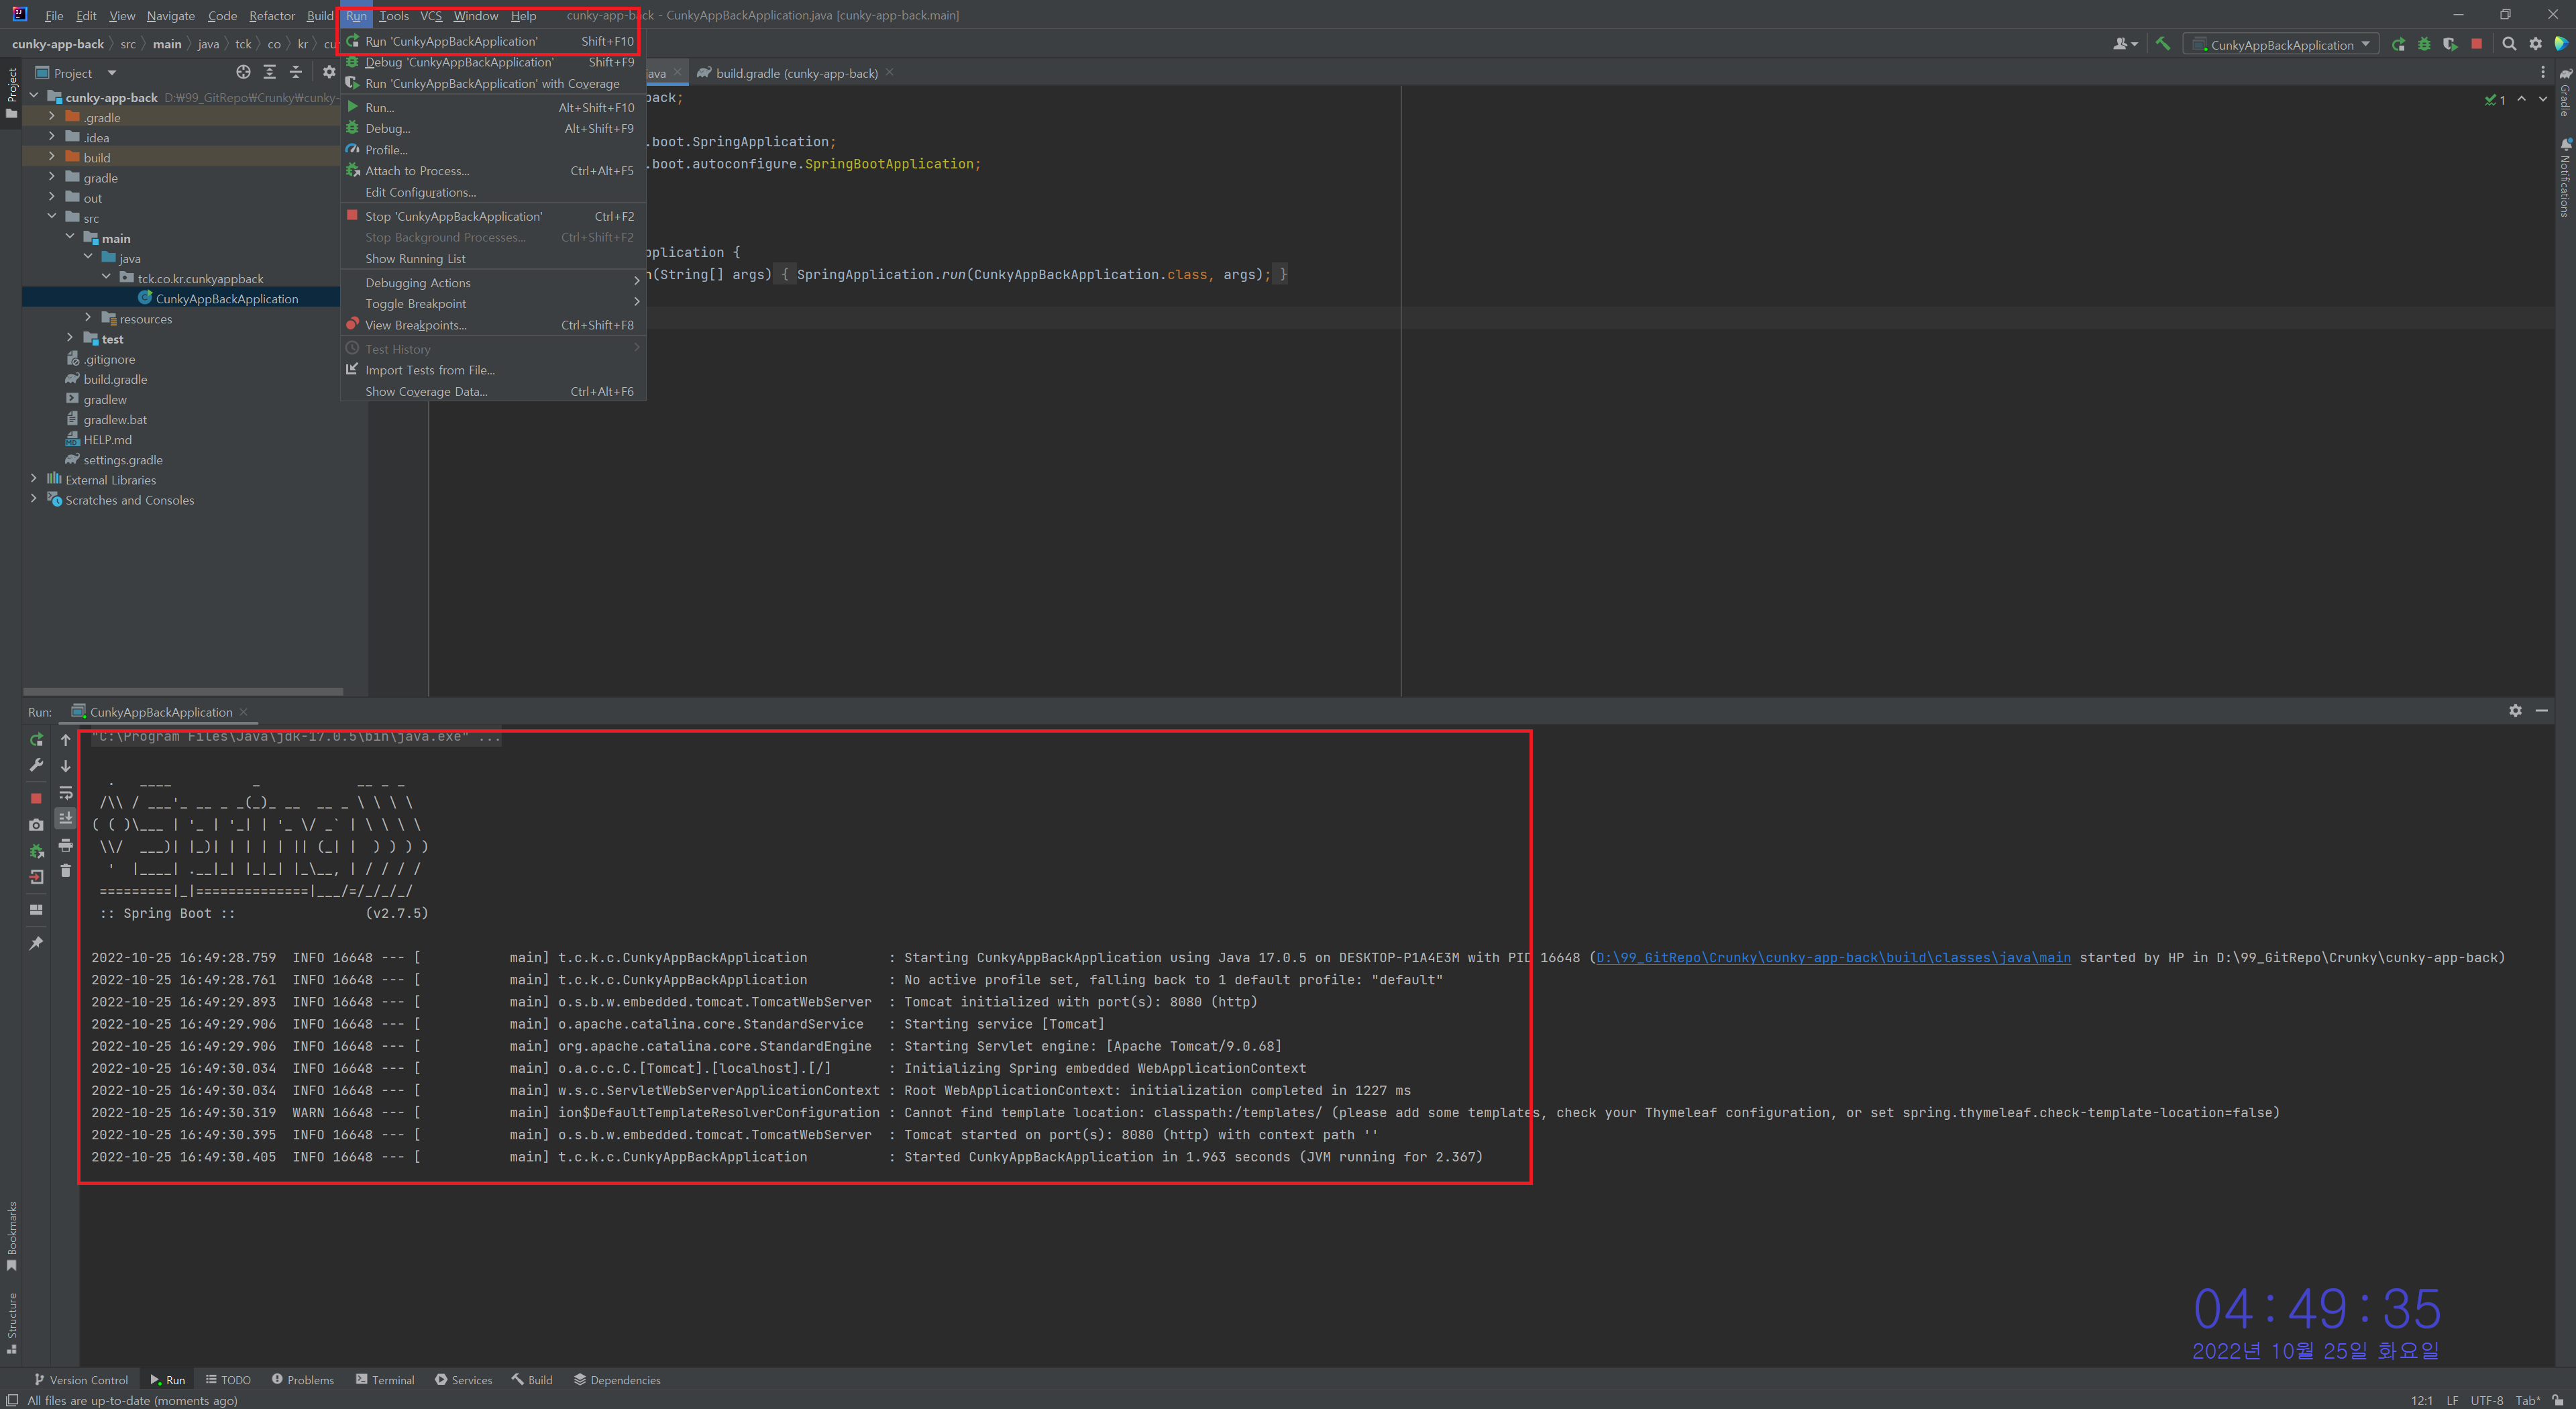 File Edit View Navigate Code Refactor Build Run Tools VCS Window Help cunky-app-back - CunkyAppBackApplication.java [cunky-app-back.main]
cunky-app-back src main java tck co kr cu
CunkyAppBackApplication
Run 'CunkyAppBackApplication' Shift+F10
Debug 'CunkyAppBackApplication' Shift+F9
Run 'CunkyAppBackApplication' with Coverage
Run... Alt+Shift+F10
Debug... Alt+Shift+F9
Profile...
Attach to Process... Ctrl+Alt+F5
Edit Configurations...
Stop 'CunkyAppBackApplication' Ctrl+F2
Stop Background Processes... Ctrl+Shift+F2
Show Running List
Debugging Actions
Toggle Breakpoint
View Breakpoints... Ctrl+Shift+F8
Test History
Import Tests from File...
Show Coverage Data... Ctrl+Alt+F6
Project
Project
cunky-app-back D:₩99_GitRepo₩Crunky₩cunky-
.gradle
.idea
build
gradle
out
src
main
java
tck.co.kr.cunkyappback
CunkyAppBackApplication
resources
test
.gitignore
build.gradle
gradlew
gradlew.bat
HELP.md
settings.gradle
External Libraries
Scratches and Consoles
java build.gradle (cunky-app-back)
back;
.boot.SpringApplication;
.boot.autoconfigure.SpringBootApplication;
pplication {
n(String[] args) { SpringApplication.run(CunkyAppBackApplication.class, args); }
1
Gradle
Notifications
Run: CunkyAppBackApplication
"C:\Program Files\Java\jdk-17.0.5\bin\java.exe" ...
  .   ____          _            __ _ _
 /\\ / ___'_ __ _ _(_)_ __  __ _ \ \ \ \
( ( )\___ | '_ | '_| | '_ \/ _` | \ \ \ \
 \\/  ___)| |_)| | | | | || (_| |  ) ) ) )
  '  |____| .__|_| |_|_| |_\__, | / / / /
 =========|_|==============|___/=/_/_/_/
 :: Spring Boot ::                (v2.7.5)
2022-10-25 16:49:28.759  INFO 16648 --- [           main] t.c.k.c.CunkyAppBackApplication          : Starting CunkyAppBackApplication using Java 17.0.5 on DESKTOP-P1A4E3M with PID 16648 (D:\99_GitRepo\Crunky\cunky-app-back\build\classes\java\main started by HP in D:\99_GitRepo\Crunky\cunky-app-back)
2022-10-25 16:49:28.761  INFO 16648 --- [           main] t.c.k.c.CunkyAppBackApplication          : No active profile set, falling back to 1 default profile: "default"
2022-10-25 16:49:29.893  INFO 16648 --- [           main] o.s.b.w.embedded.tomcat.TomcatWebServer  : Tomcat initialized with port(s): 8080 (http)
2022-10-25 16:49:29.906  INFO 16648 --- [           main] o.apache.catalina.core.StandardService   : Starting service [Tomcat]
2022-10-25 16:49:29.906  INFO 16648 --- [           main] org.apache.catalina.core.StandardEngine  : Starting Servlet engine: [Apache Tomcat/9.0.68]
2022-10-25 16:49:30.034  INFO 16648 --- [           main] o.a.c.c.C.[Tomcat].[localhost].[/]       : Initializing Spring embedded WebApplicationContext
2022-10-25 16:49:30.034  INFO 16648 --- [           main] w.s.c.ServletWebServerApplicationContext : Root WebApplicationContext: initialization completed in 1227 ms
2022-10-25 16:49:30.319  WARN 16648 --- [           main] ion$DefaultTemplateResolverConfiguration : Cannot find template location: classpath:/templates/ (please add some templates, check your Thymeleaf configuration, or set spring.thymeleaf.check-template-location=false)
2022-10-25 16:49:30.395  INFO 16648 --- [           main] o.s.b.w.embedded.tomcat.TomcatWebServer  : Tomcat started on port(s): 8080 (http) with context path ''
2022-10-25 16:49:30.405  INFO 16648 --- [           main] t.c.k.c.CunkyAppBackApplication          : Started CunkyAppBackApplication in 1.963 seconds (JVM running for 2.367)
Bookmarks
Structure
04:49:35
2022년 10월 25일 화요일
Version Control Run TODO Problems Terminal Services Build Dependencies
All files are up-to-date (moments ago) 12:1 LF UTF-8 Tab*